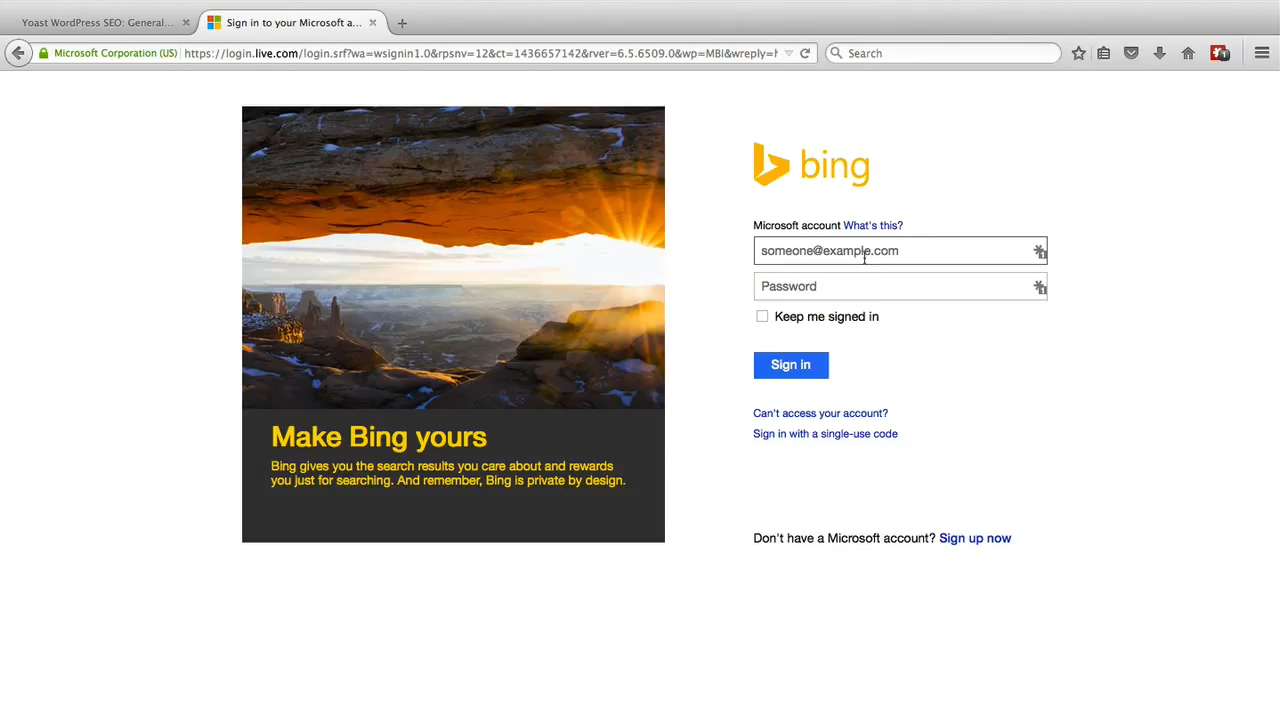 Yoast WordPress SEO: General...
Sign in to your Microsoft a...
Microsoft Corporation (US)
https://login.live.com/login.srf?wa=wsignin1.0&rpsnv=12&ct=1436657142&rver=6.5.6509.0&wp=MBI&wreply=h
Search
1
bing
Microsoft account What's this?
someone@example.com
1
Password
1
Keep me signed in
Sign in
Can't access your account?
Sign in with a single-use code
Don't have a Microsoft account? Sign up now
Make Bing yours
Bing gives you the search results you care about and rewards
you just for searching. And remember, Bing is private by design.